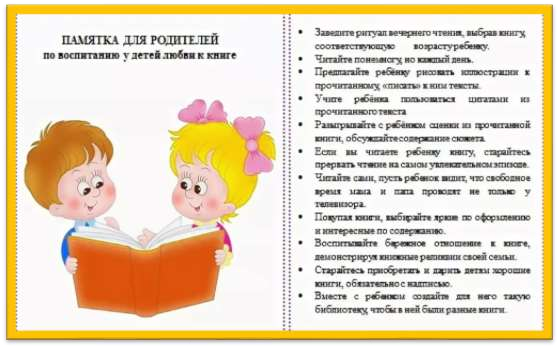 ПАМЯТКА ДЛЯ РОДИТЕЛЕЙ
по воспитанию у детей любви к книге
• Заведите ритуал вечернего чтения, выбрав книгу,
соответствующую возрасту ребенку.
• Читайте понемногу, но каждый день.
• Предлагайте ребёнку рисовать иллюстрации к
прочитанному, «писать» к ним тексты.
• Учите ребёнка пользоваться цитатами из
прочитанного текста
• Разыгрывайте с ребёнком сценки из прочитанной
книги, обсуждайте содержание сюжета.
• Если вы читаете ребенку книгу, старайтесь
прервать чтение на самом увлекательном эпизоде.
• Читайте сами, пусть ребенок видит, что свободное
время мама и папа проводят не только у
телевизора.
• Покупая книги, выбирайте яркие по оформлению
и интересные по содержанию.
• Воспитывайте бережное отношение к книге,
демонстрируя книжные реликвии своей семьи.
• Старайтесь приобретать и дарить детям хорошие
книги, обязательно с надписью.
• Вместе с ребенком создайте для него такую
библиотеку, чтобы в ней были разные книги.